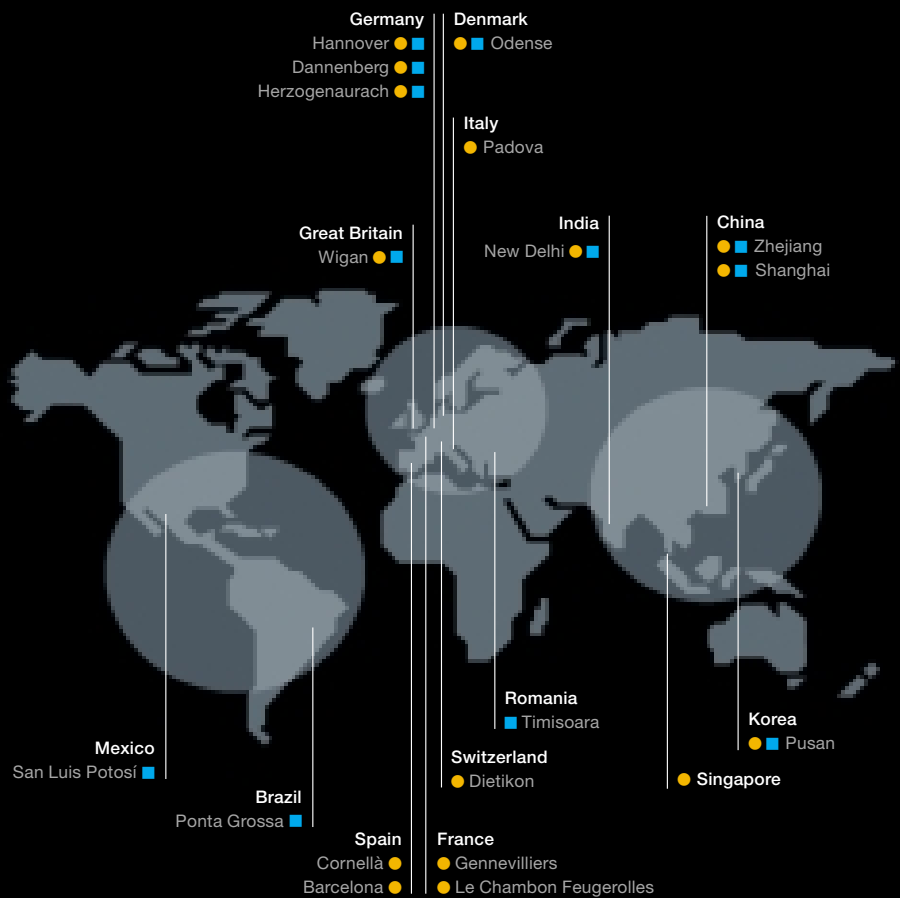 Germany
Hannover
Dannenberg
Herzogenaurach
Denmark
Odense
Italy
Padova
Great Britain
Wigan
India
New Delhi
China
Zhejiang
Shanghai
Romania
Timisoara
Korea
Pusan
Mexico
San Luis Potosí
Switzerland
Dietikon
Singapore
Brazil
Ponta Grossa
Spain
Cornellà
Barcelona
France
Gennevilliers
Le Chambon Feugerolles